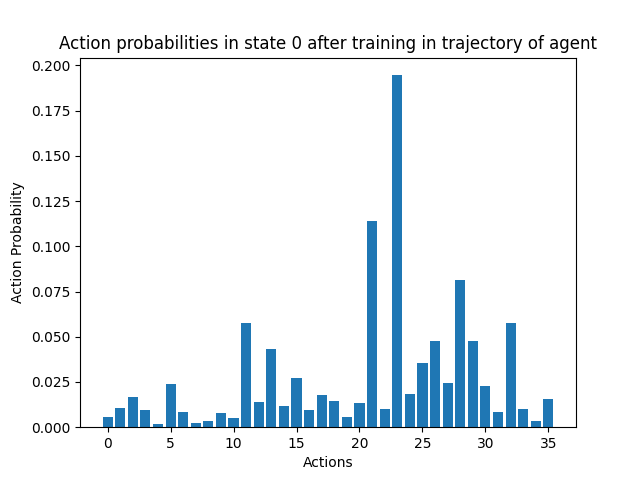 Action probabilities in state 0 after training in trajectory of agent
0.200
0.175
0.150
0.125
0.100
0.075
0.050
0.025
0.000
Action Probability
0 5 10 15 20 25 30 35
Actions